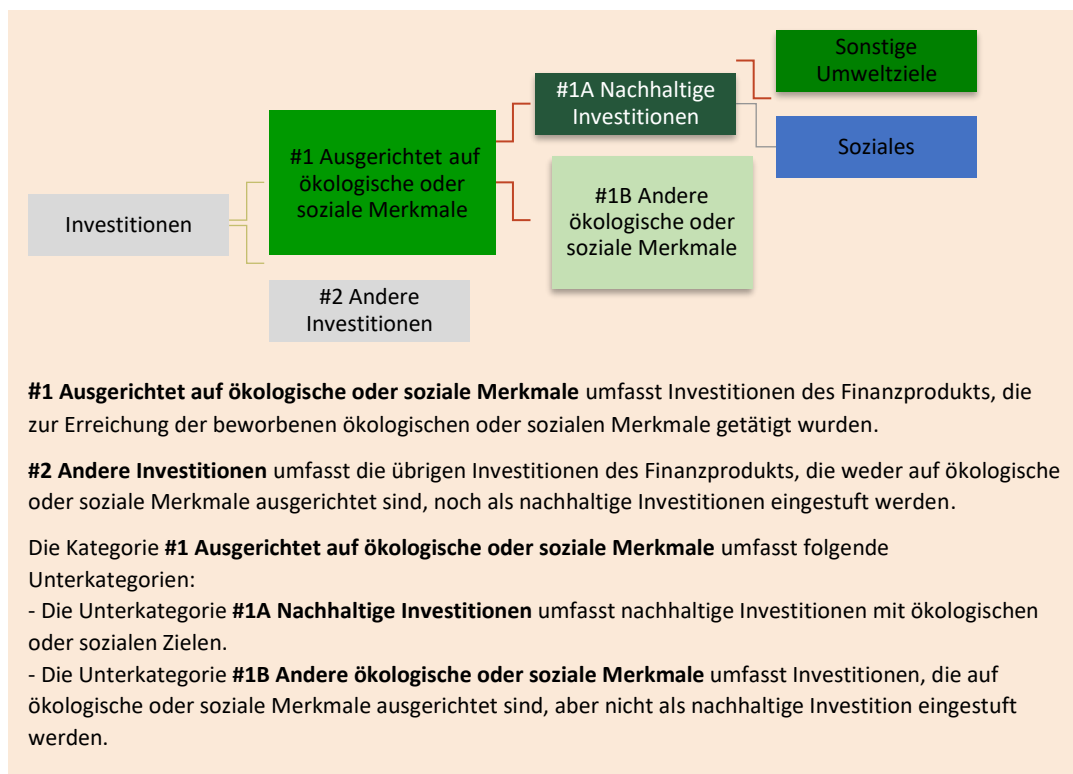 Sonstige
Umweltziele
#1A Nachhaltige
Investitionen
Soziales
#1 Ausgerichtet auf
ökologische oder
soziale Merkmale
#1B Andere
ökologische oder
soziale Merkmale
Investitionen
#2 Andere
Investitionen
#1 Ausgerichtet auf ökologische oder soziale Merkmale umfasst Investitionen des Finanzprodukts, die
zur Erreichung der beworbenen ökologischen oder sozialen Merkmale getätigt wurden.
#2 Andere Investitionen umfasst die übrigen Investitionen des Finanzprodukts, die weder auf ökologische
oder soziale Merkmale ausgerichtet sind, noch als nachhaltige Investitionen eingestuft werden.
Die Kategorie #1 Ausgerichtet auf ökologische oder soziale Merkmale umfasst folgende
Unterkategorien:
- Die Unterkategorie #1A Nachhaltige Investitionen umfasst nachhaltige Investitionen mit ökologischen
oder sozialen Zielen.
- Die Unterkategorie #1B Andere ökologische oder soziale Merkmale umfasst Investitionen, die auf
ökologische oder soziale Merkmale ausgerichtet sind, aber nicht als nachhaltige Investition eingestuft
werden.